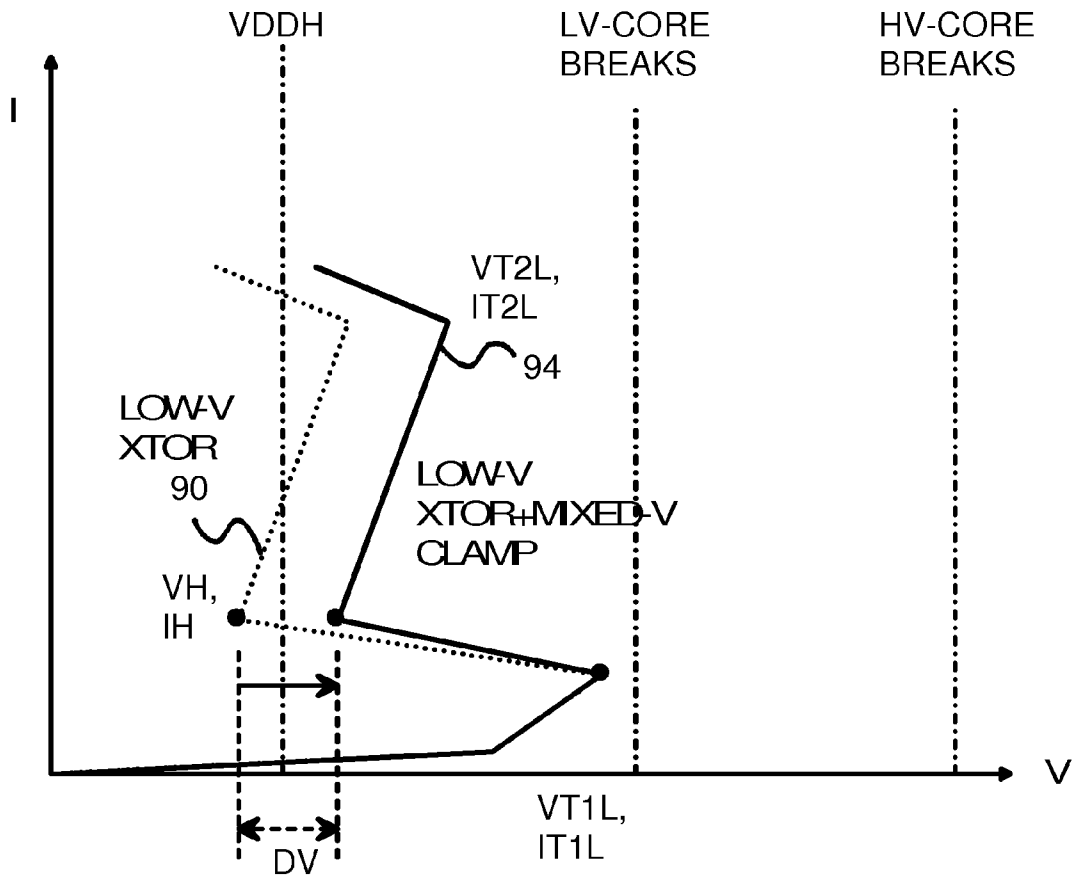 VDDH
LV-CORE
BREAKS
HV-CORE
BREAKS
I
VT2L,
IT2L
94
LOW-V
XTOR
90
LOW-V
XTOR+MIXED-V
CLAMP
VH,
IH
V
VT1L,
IT1L
DV